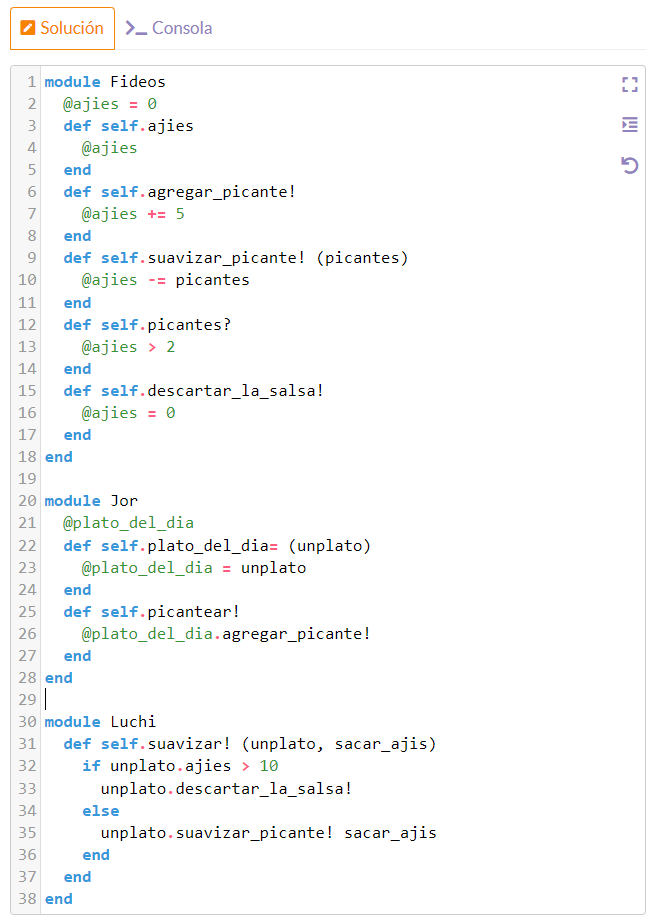 Solución Consola
1 module Fideos
2   @ajies = 0
3   def self.ajies
4     @ajies
5   end
6   def self.agregar_picante!
7     @ajies += 5
8   end
9   def self.suavizar_picante! (picantes)
10     @ajies -= picantes
11   end
12   def self.picantes?
13     @ajies > 2
14   end
15   def self.descartar_la_salsa!
16     @ajies = 0
17   end
18 end
19
20 module Jor
21   @plato_del_dia
22   def self.plato_del_dia= (unplato)
23     @plato_del_dia = unplato
24   end
25   def self.picantear!
26     @plato_del_dia.agregar_picante!
27   end
28 end
29
30 module Luchi
31   def self.suavizar! (unplato, sacar_ajis)
32     if unplato.ajies > 10
33       unplato.descartar_la_salsa!
34     else
35       unplato.suavizar_picante! sacar_ajis
36     end
37   end
38 end